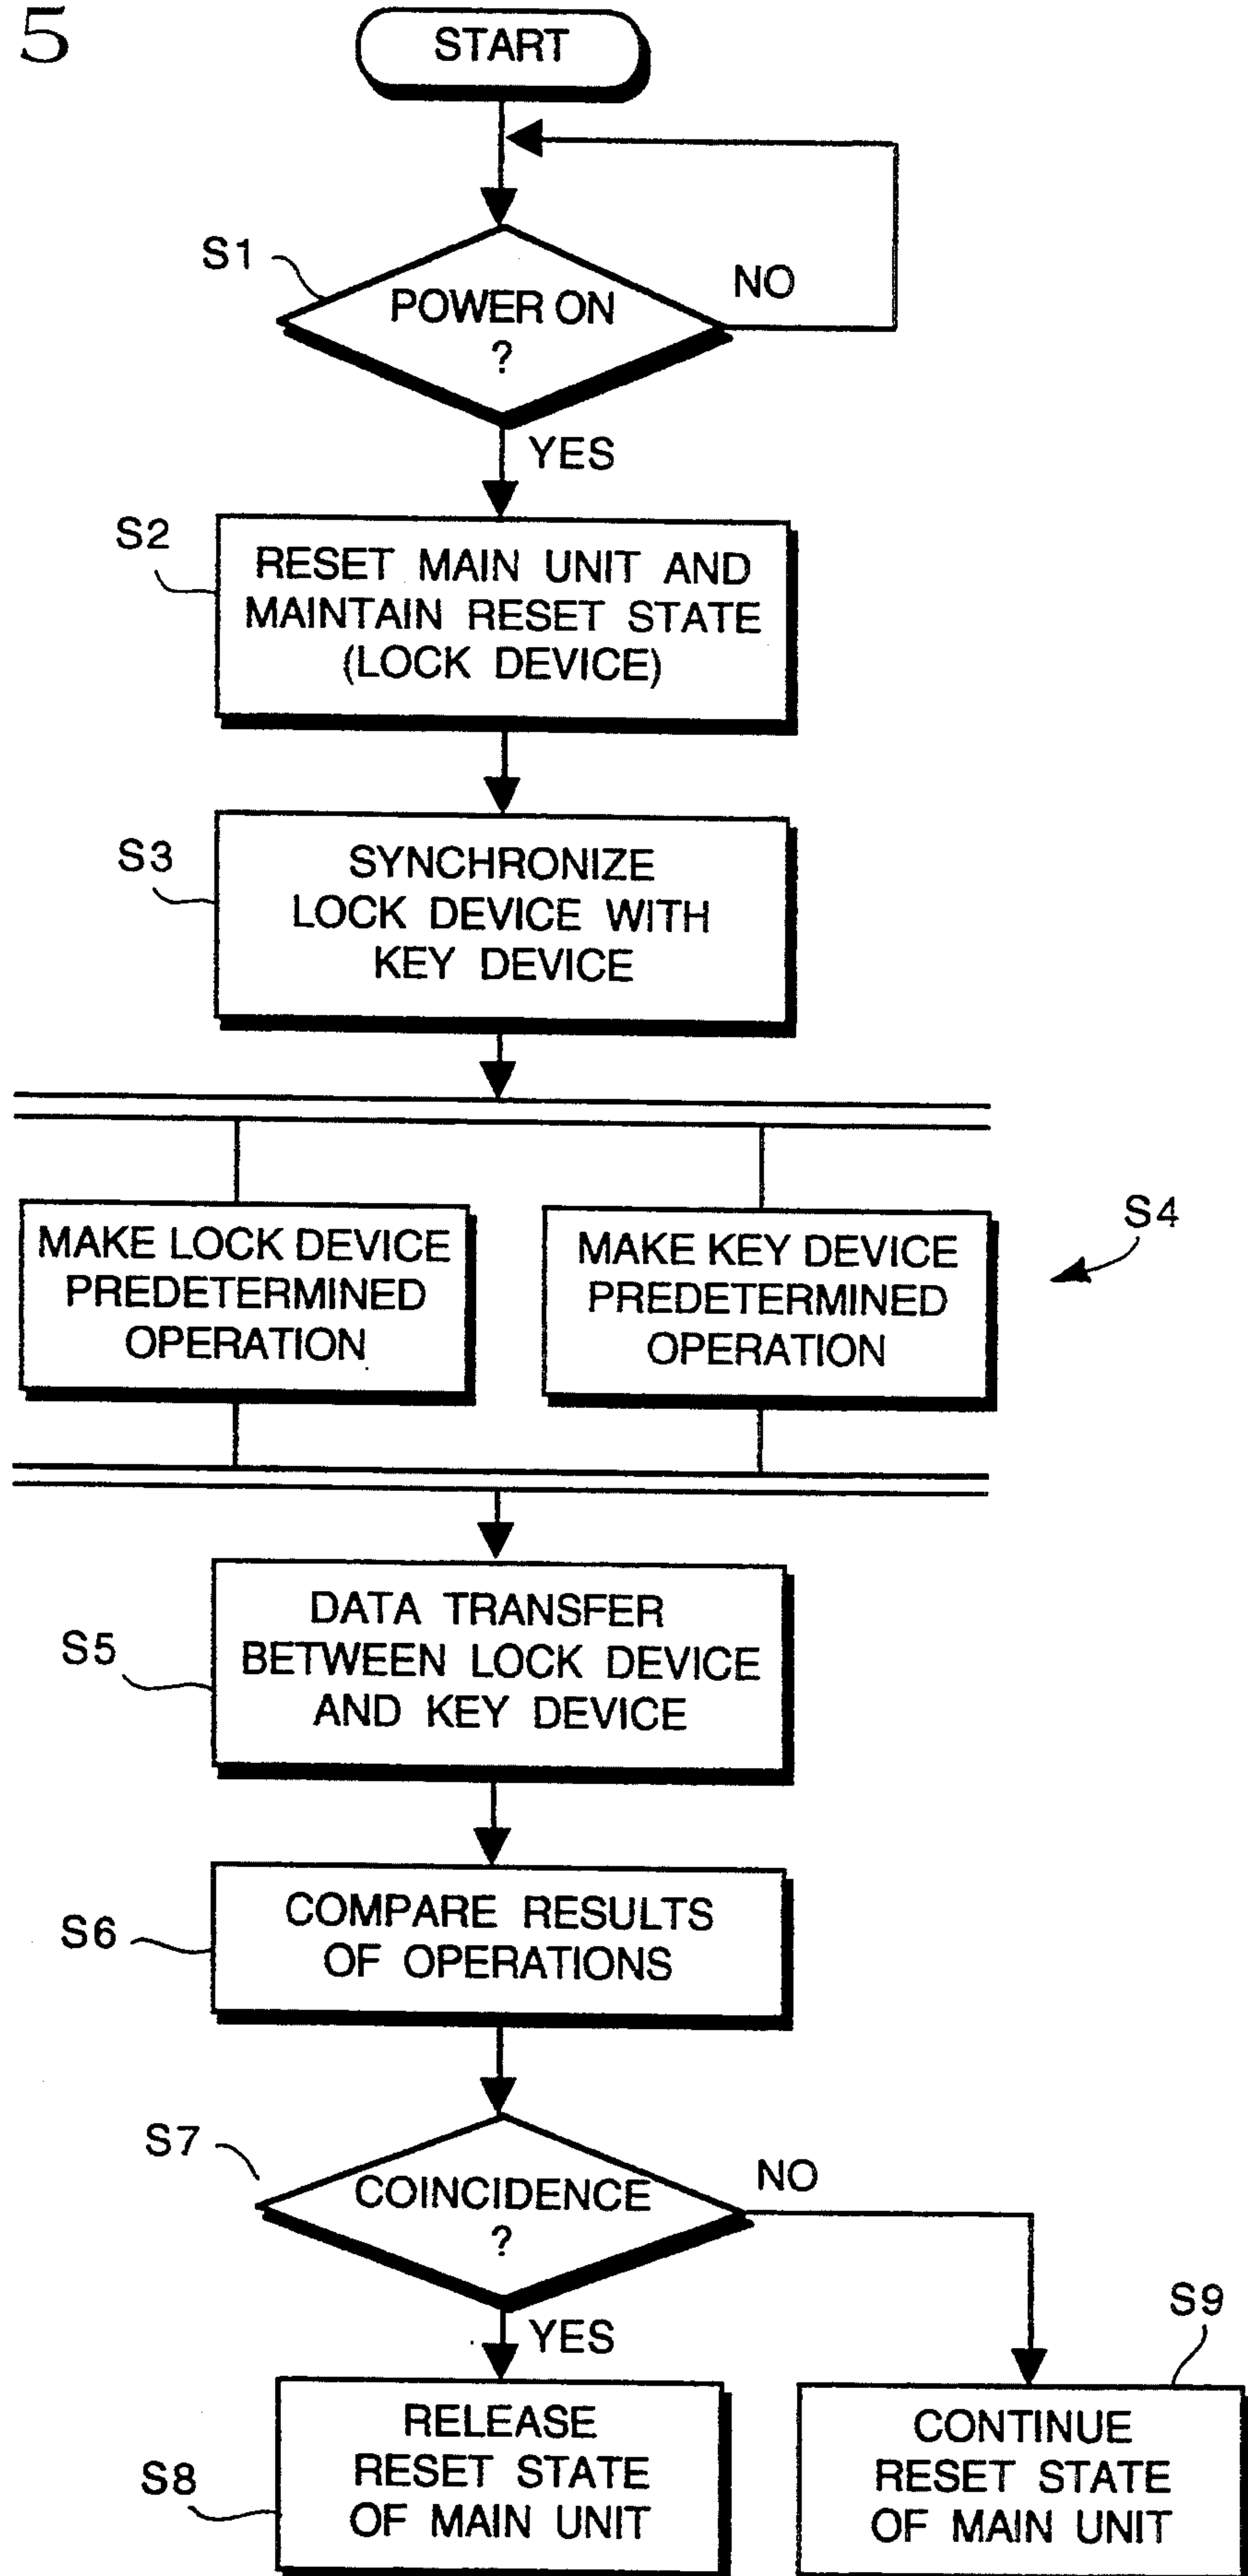 5
START
S1
POWER ON
?
NO
YES
S2
RESET MAIN UNIT AND
MAINTAIN RESET STATE
(LOCK DEVICE)
S3
SYNCHRONIZE
LOCK DEVICE WITH
KEY DEVICE
MAKE LOCK DEVICE
PREDETERMINED
OPERATION
MAKE KEY DEVICE
PREDETERMINED
OPERATION
S4
S5
DATA TRANSFER
BETWEEN LOCK DEVICE
AND KEY DEVICE
S6
COMPARE RESULTS
OF OPERATIONS
S7
COINCIDENCE
?
NO
YES
S8
RELEASE
RESET STATE
OF MAIN UNIT
S9
CONTINUE
RESET STATE
OF MAIN UNIT